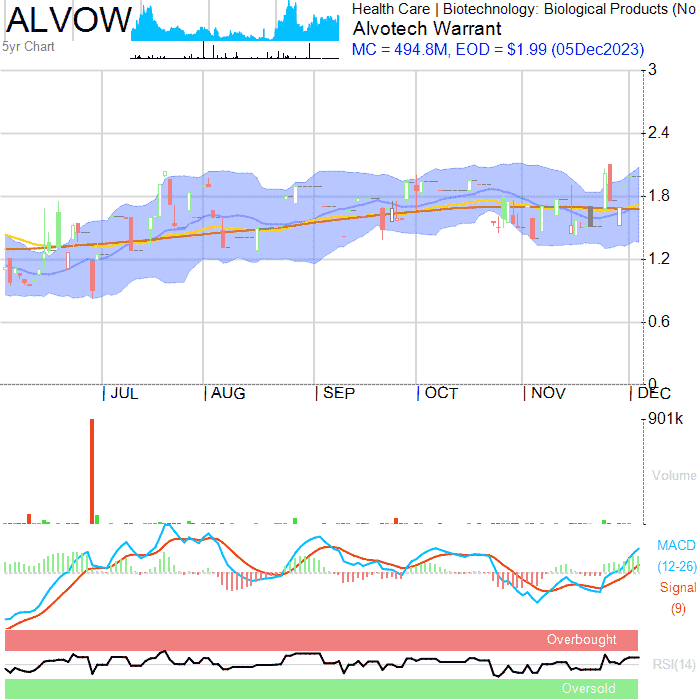 ALVOW
5yr Chart
Health Care | Biotechnology: Biological Products (No
Alvotech Warrant
MC = 494.8M, EOD = $1.99 (05Dec2023)
3
2.4
1.8
1.2
0.6
0
JUL AUG SEP OCT NOV DEC
901k
Volume
MACD
(12-26)
Signal
(9)
Overbought
RSI(14)
Oversold